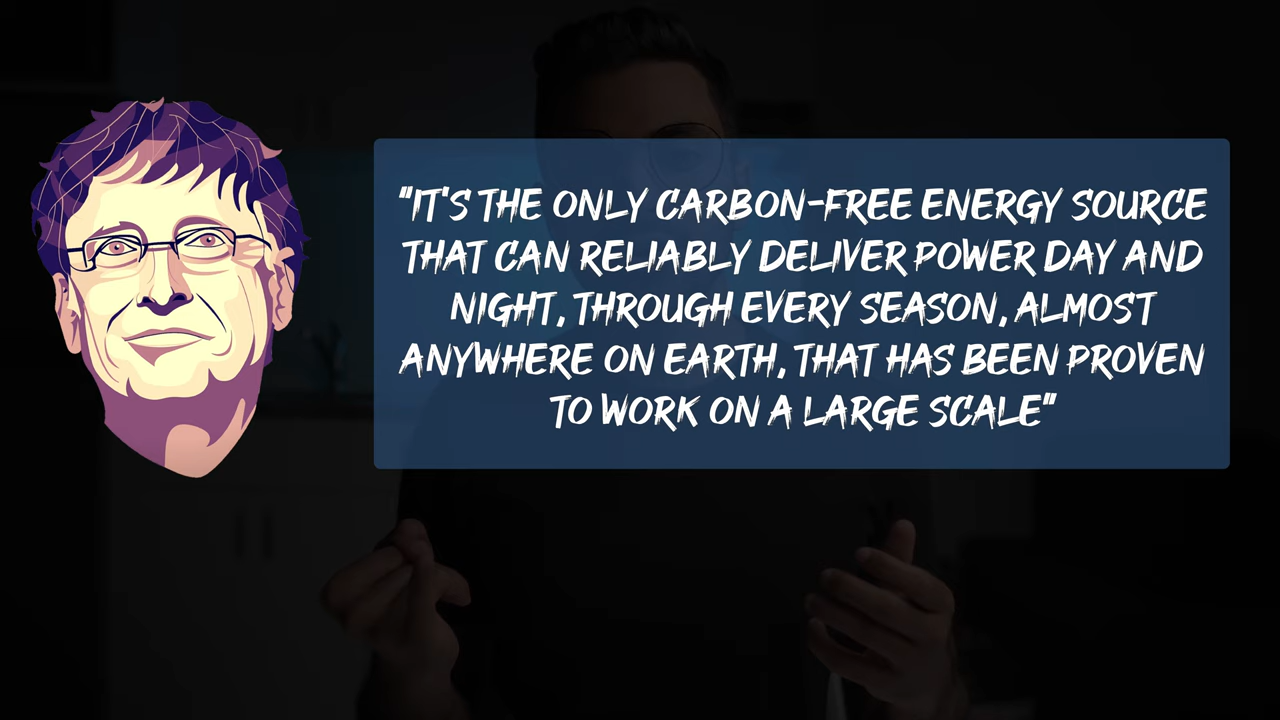 "IT'S THE ONLY CARBON-FREE ENERGY SOURCE
THAT CAN RELIABLY DELIVER POWER DAY AND
NIGHT, THROUGH EVERY SEASON, ALMOST
ANYWHERE ON EARTH, THAT HAS BEEN PROVEN
TO WORK ON A LARGE SCALE"